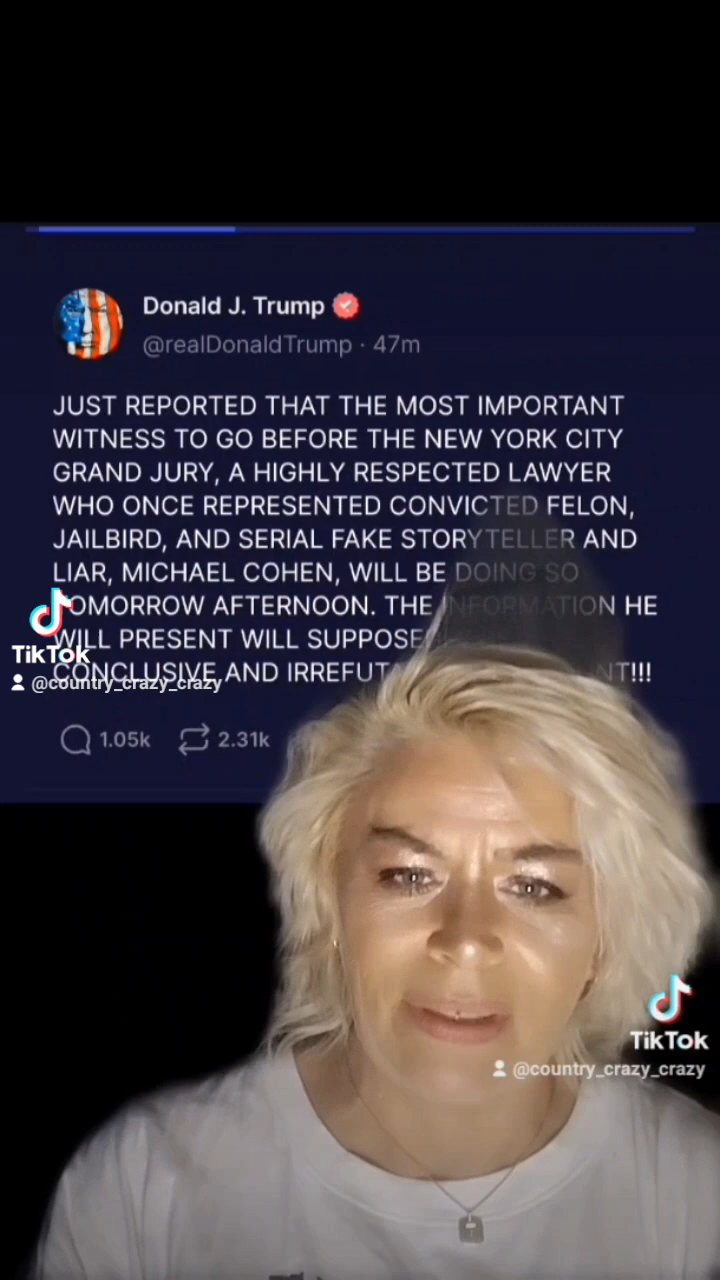 Donald J. Trump
@realDonaldTrump · 47m
JUST REPORTED THAT THE MOST IMPORTANT
WITNESS TO GO BEFORE THE NEW YORK CITY
GRAND JURY, A HIGHLY RESPECTED LAWYER
WHO ONCE REPRESENTED CONVICTED FELON,
JAILBIRD, AND SERIAL FAKE STORYTELLER AND
LIAR, MICHAEL COHEN, WILL BE DOING SO
TOMORROW AFTERNOON. THE INFORMATION HE
WILL PRESENT WILL
CONCLUSIVE AND
1.05k 2.31k
TikTok
@country_crazy_crazy
TikTok
@country_crazy_crazy